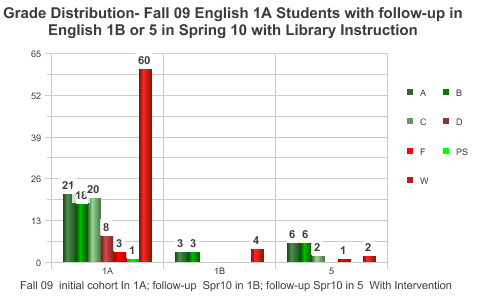 Grade Distribution- Fall 09 English 1A Students with follow-up in
English 1B or 5 in Spring 10 with Library Instruction
65
52
39
26
13
0
21
18
20
8
3
1
60
3
3
4
6
6
2
1
2
1A
1B
5
A
B
C
D
F
PS
W
Fall 09 initial cohort In 1A; follow-up Spr10 in 1B; follow-up Spr10 in 5 With Intervention